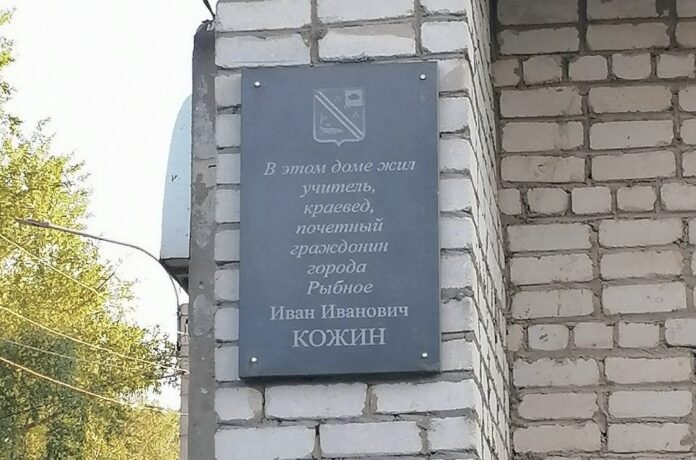 В этом доме жил
учитель,
краевед,
почетный
граждонин
города
Рыбное
Иван Иванович
КОЖИН